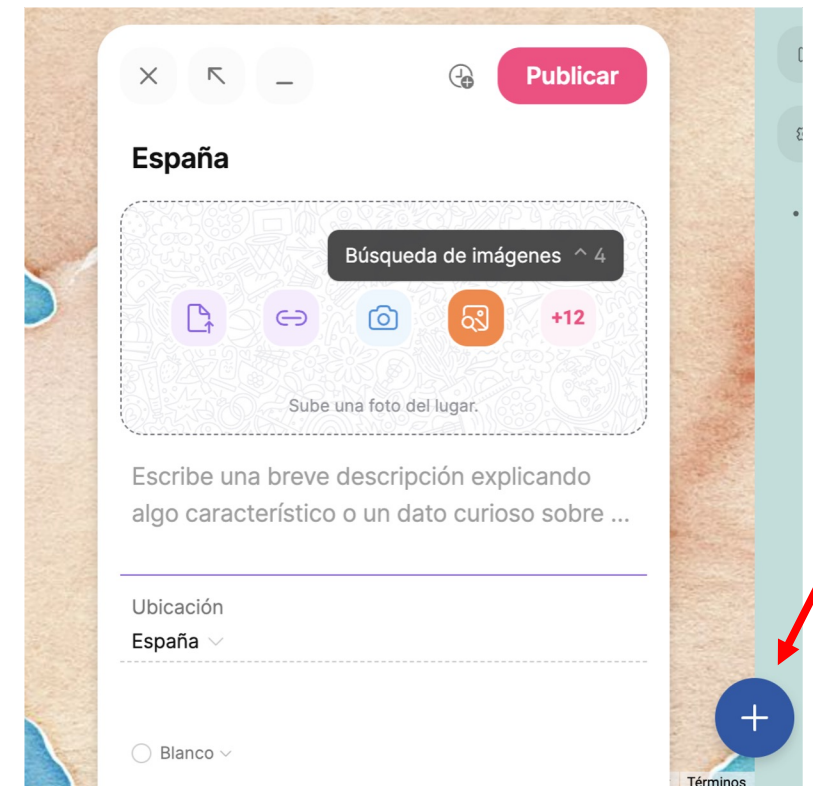 Publicar
España
Búsqueda de imágenes ^ 4
+12
Sube una foto del lugar.
Escribe una breve descripción explicando
algo característico o un dato curioso sobre ...
Ubicación
España
Blanco
Términos